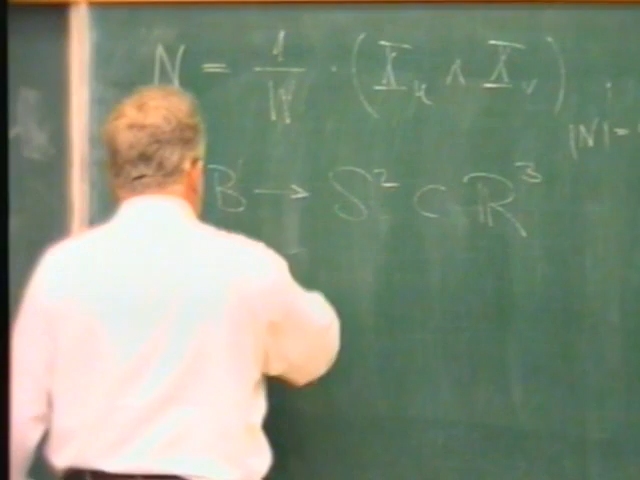 N = 1/W · (X_u ∧ X_v)
|N| =
B → S² ⊂ ℝ³